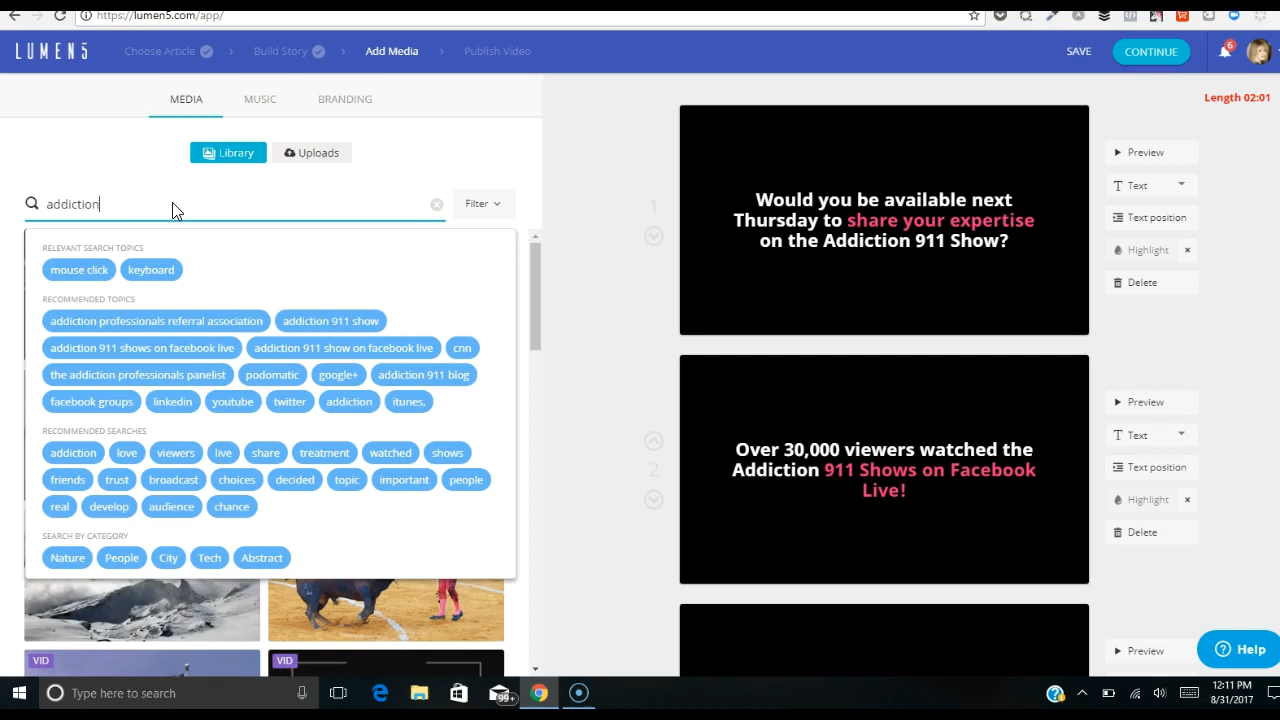 https://lumen5.com/app/
LUMEN5
Choose Article
Build Story
Add Media
Publish Video
SAVE
CONTINUE
6
MEDIA
MUSIC
BRANDING
Length 02:01
Library
Uploads
addiction
Filter
RELEVANT SEARCH TOPICS
mouse click
keyboard
RECOMMENDED TOPICS
addiction professionals referral association
addiction 911 show
addiction 911 shows on facebook live
addiction 911 show on facebook live
cnn
the addiction professionals panelist
podomatic
google+
addiction 911 blog
facebook groups
linkedin
youtube
twitter
addiction
itunes,
RECOMMENDED SEARCHES
addiction
love
viewers
live
share
treatment
watched
shows
friends
trust
broadcast
choices
decided
topic
important
people
real
develop
audience
chance
SEARCH BY CATEGORY
Nature
People
City
Tech
Abstract
VID
VID
1
Would you be available next
Thursday to share your expertise
on the Addiction 911 Show?
Preview
Text
Text position
Highlight ×
Delete
2
Over 30,000 viewers watched the
Addiction 911 Shows on Facebook
Live!
Preview
Text
Text position
Highlight ×
Delete
Preview
Help
Type here to search
99+
12:11 PM
8/31/2017